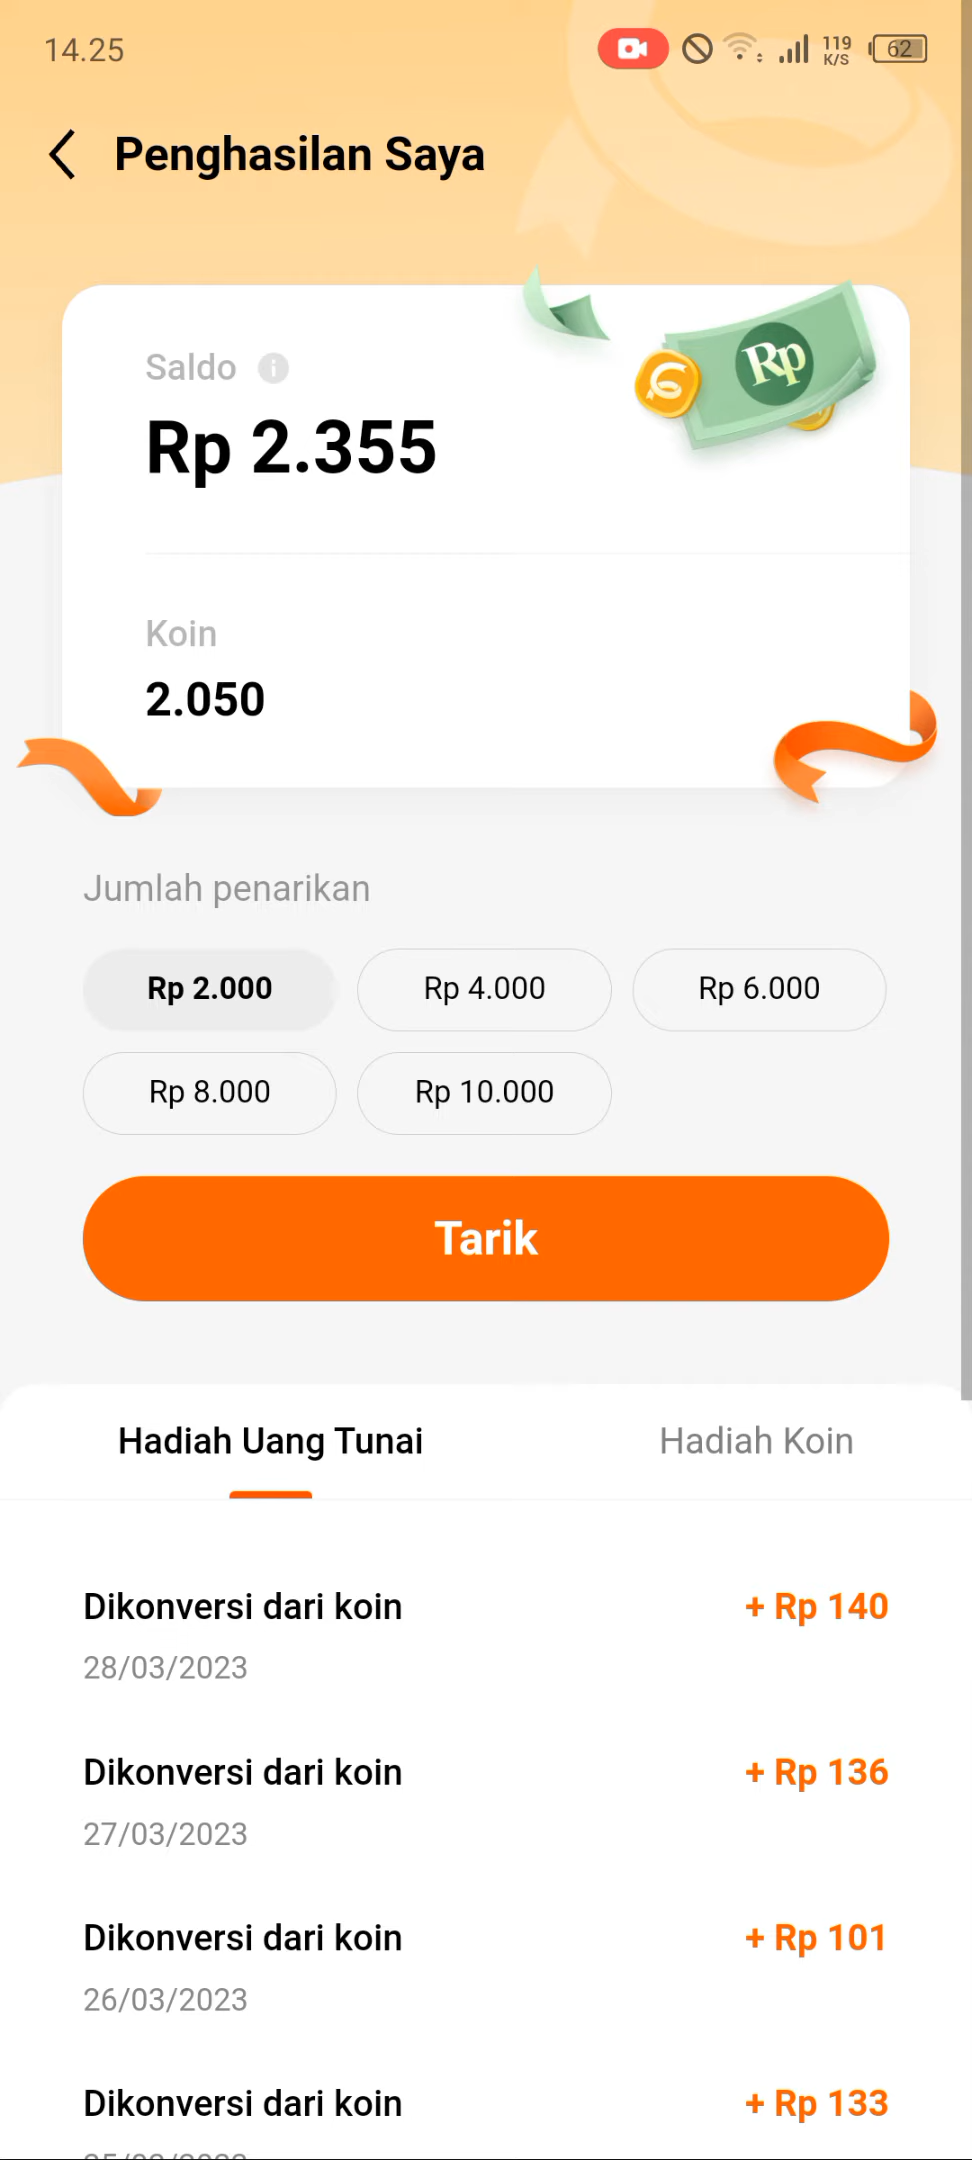 14.25
119
K/S
62
Penghasilan Saya
Saldo
Rp 2.355
Rp
Koin
2.050
Jumlah penarikan
Rp 2.000
Rp 4.000
Rp 6.000
Rp 8.000
Rp 10.000
Tarik
Hadiah Uang Tunai
Hadiah Koin
Dikonversi dari koin
+ Rp 140
28/03/2023
Dikonversi dari koin
+ Rp 136
27/03/2023
Dikonversi dari koin
+ Rp 101
26/03/2023
Dikonversi dari koin
+ Rp 133